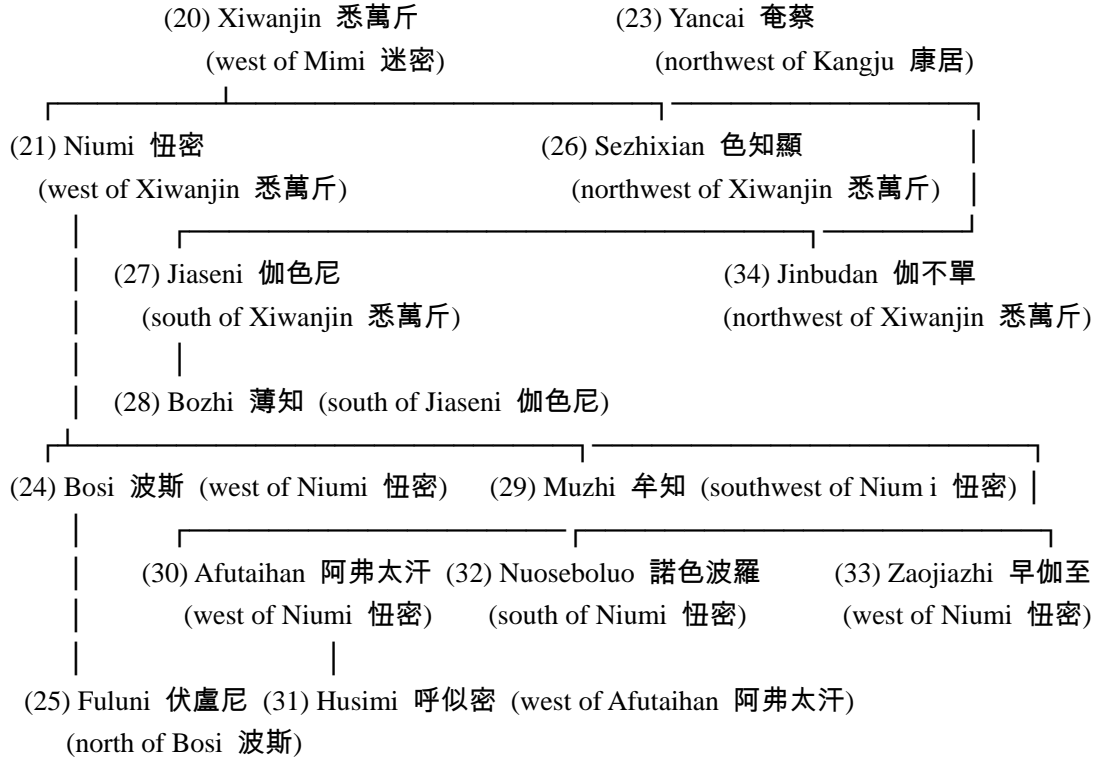 (20) Xiwanjin 悉萬斤 (23) Yancai 奄蔡
(west of Mimi 迷密) (northwest of Kangju 康居)
(21) Niumi 忸密 (26) Sezhixian 色知顯
(west of Xiwanjin 悉萬斤) (northwest of Xiwanjin 悉萬斤)
(27) Jiaseni 伽色尼 (34) Jinbudan 伽不單
(south of Xiwanjin 悉萬斤) (northwest of Xiwanjin 悉萬斤)
(28) Bozhi 薄知 (south of Jiaseni 伽色尼)
(24) Bosi 波斯 (west of Niumi 忸密) (29) Muzhi 牟知 (southwest of Nium i 忸密)
(30) Afutaihan 阿弗太汗 (32) Nuoseboluo 諾色波羅 (33) Zaojiazhi 早伽至
(west of Niumi 忸密) (south of Niumi 忸密) (west of Niumi 忸密)
(25) Fuluni 伏盧尼 (31) Husimi 呼似密 (west of Afutaihan 阿弗太汗)
(north of Bosi 波斯)